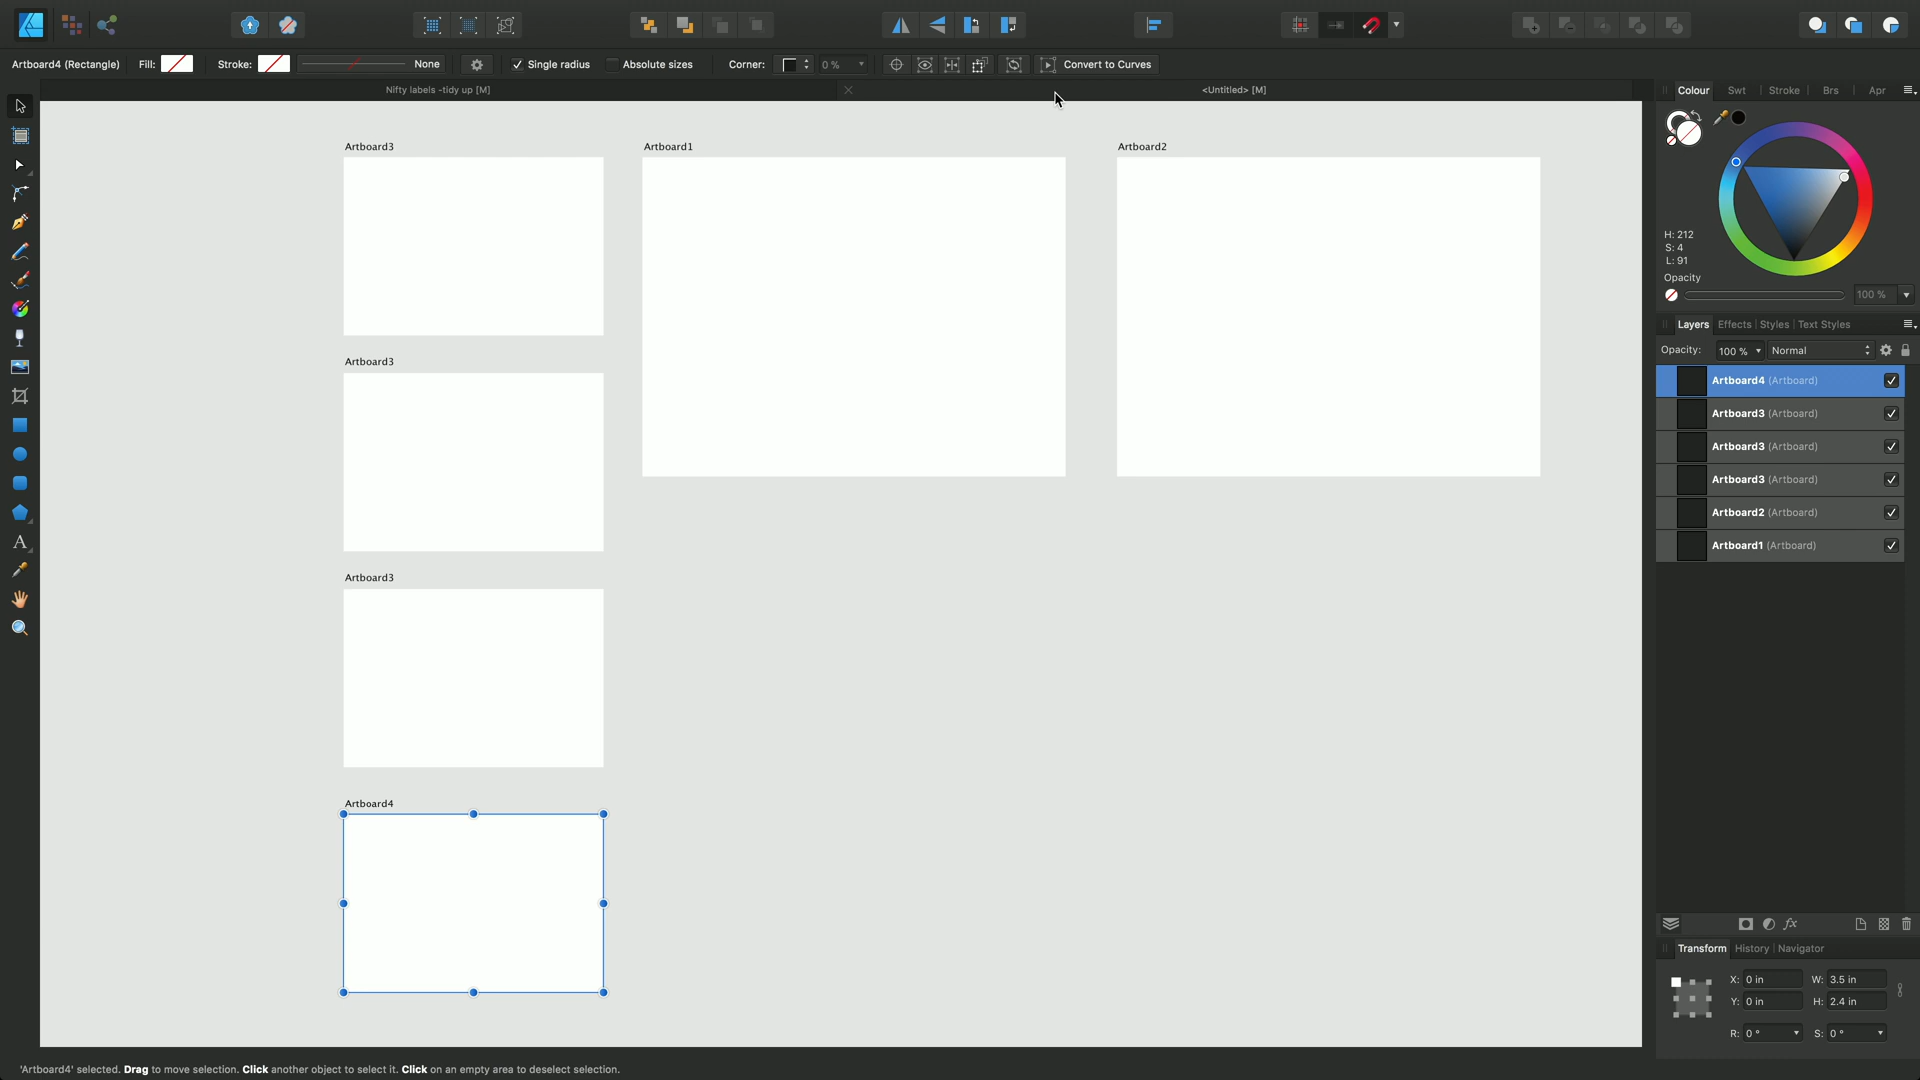 Artboard4 (Rectangle) Fill: Stroke: None Single radius Absolute sizes Corner: 0 % Convert to Curves
Nifty labels -tidy up [M] <Untitled> [M]
Colour Swt Stroke Brs Apr
H: 212
S: 4
L: 91
Opacity
100 %
Layers Effects Styles Text Styles
Opacity: 100 % Normal
Artboard4 (Artboard)
Artboard3 (Artboard)
Artboard3 (Artboard)
Artboard3 (Artboard)
Artboard2 (Artboard)
Artboard1 (Artboard)
Artboard3
Artboard1
Artboard2
Artboard3
Artboard3
Artboard4
A
fx
Transform History Navigator
X: 0 in W: 3.5 in
Y: 0 in H: 2.4 in
R: 0 ° S: 0 °
'Artboard4' selected. Drag to move selection. Click another object to select it. Click on an empty area to deselect selection.